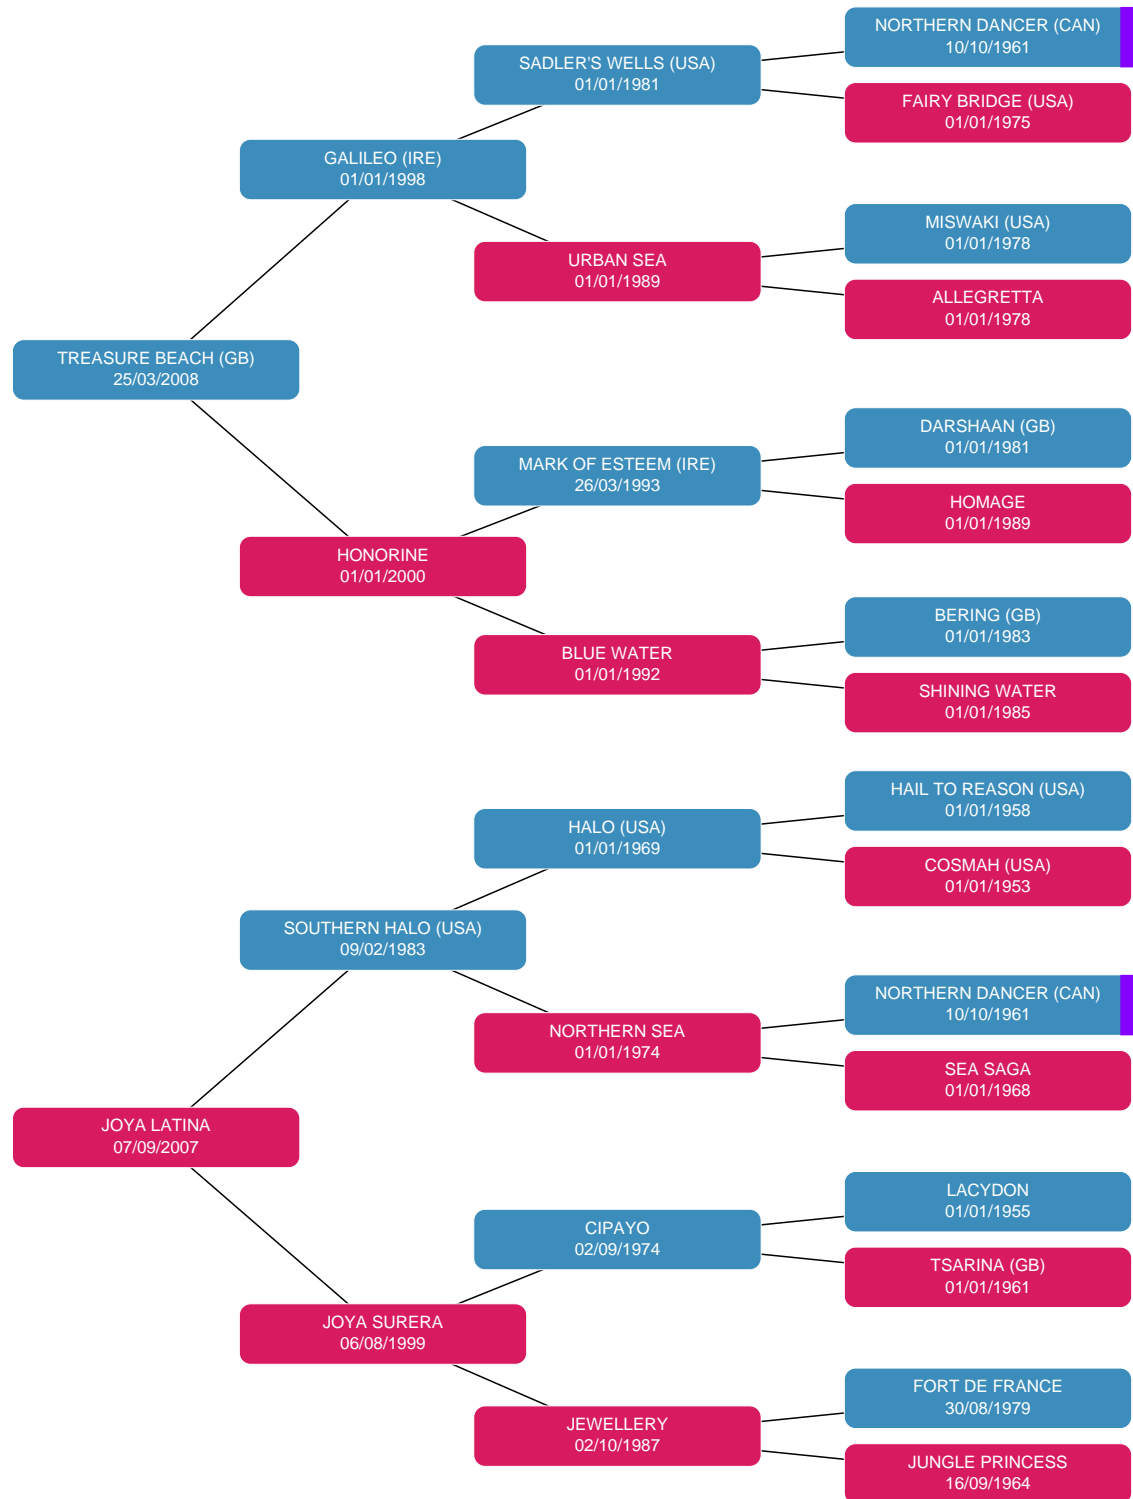 NORTHERN DANCER (CAN)
10/10/1961
SADLER'S WELLS (USA)
01/01/1981
FAIRY BRIDGE (USA)
01/01/1975
GALILEO (IRE)
01/01/1998
MISWAKI (USA)
01/01/1978
URBAN SEA
01/01/1989
ALLEGRETTA
01/01/1978
TREASURE BEACH (GB)
25/03/2008
DARSHAAN (GB)
01/01/1981
MARK OF ESTEEM (IRE)
26/03/1993
HOMAGE
01/01/1989
HONORINE
01/01/2000
BERING (GB)
01/01/1983
BLUE WATER
01/01/1992
SHINING WATER
01/01/1985
HAIL TO REASON (USA)
01/01/1958
HALO (USA)
01/01/1969
COSMAH (USA)
01/01/1953
SOUTHERN HALO (USA)
09/02/1983
NORTHERN DANCER (CAN)
10/10/1961
NORTHERN SEA
01/01/1974
SEA SAGA
01/01/1968
JOYA LATINA
07/09/2007
LACYDON
01/01/1955
CIPAYO
02/09/1974
TSARINA (GB)
01/01/1961
JOYA SURERA
06/08/1999
FORT DE FRANCE
30/08/1979
JEWELLERY
02/10/1987
JUNGLE PRINCESS
16/09/1964